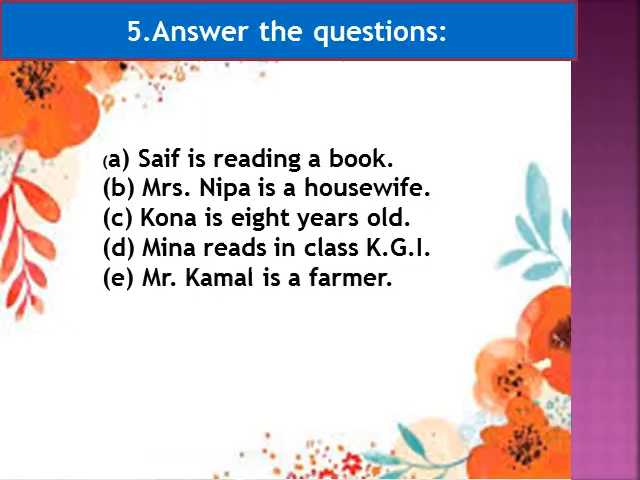 5.Answer the questions:
(a) Saif is reading a book.
(b) Mrs. Nipa is a housewife.
(c) Kona is eight years old.
(d) Mina reads in class K.G.I.
(e) Mr. Kamal is a farmer.